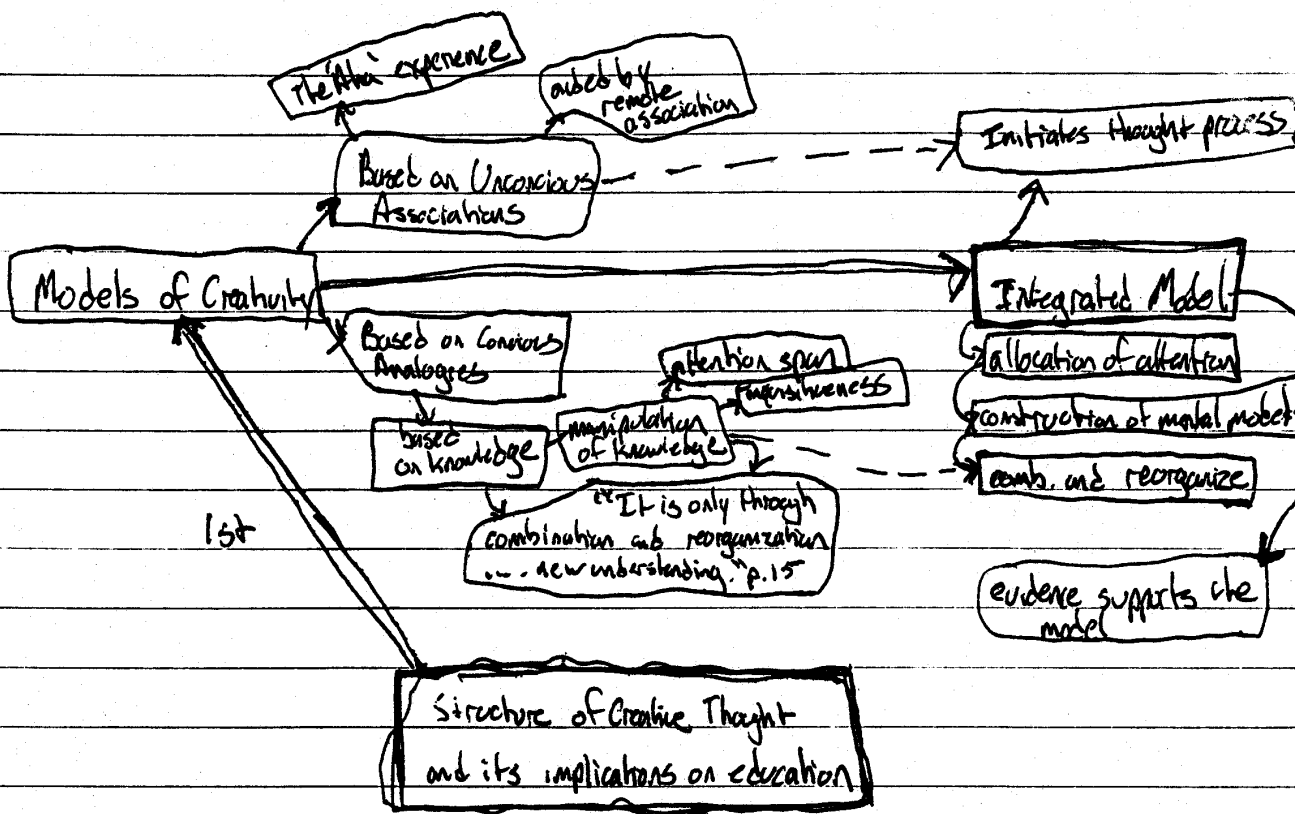 The 'Aha' experience
aided by
remote
association
Initiates thought process
Based on Unconcious
Associations
Models of Creativity
Integrated Model
Based on Concious
Analogies
attention span
allocation of attention
based
on knowledge
manipulation
of knowledge
construction of mental model
comb. and reorganize
"It is only through
combination and reorganization
.... new understanding." p.15
1st
evidence supports the
model
Structure of Creative Thought
and its implications on education